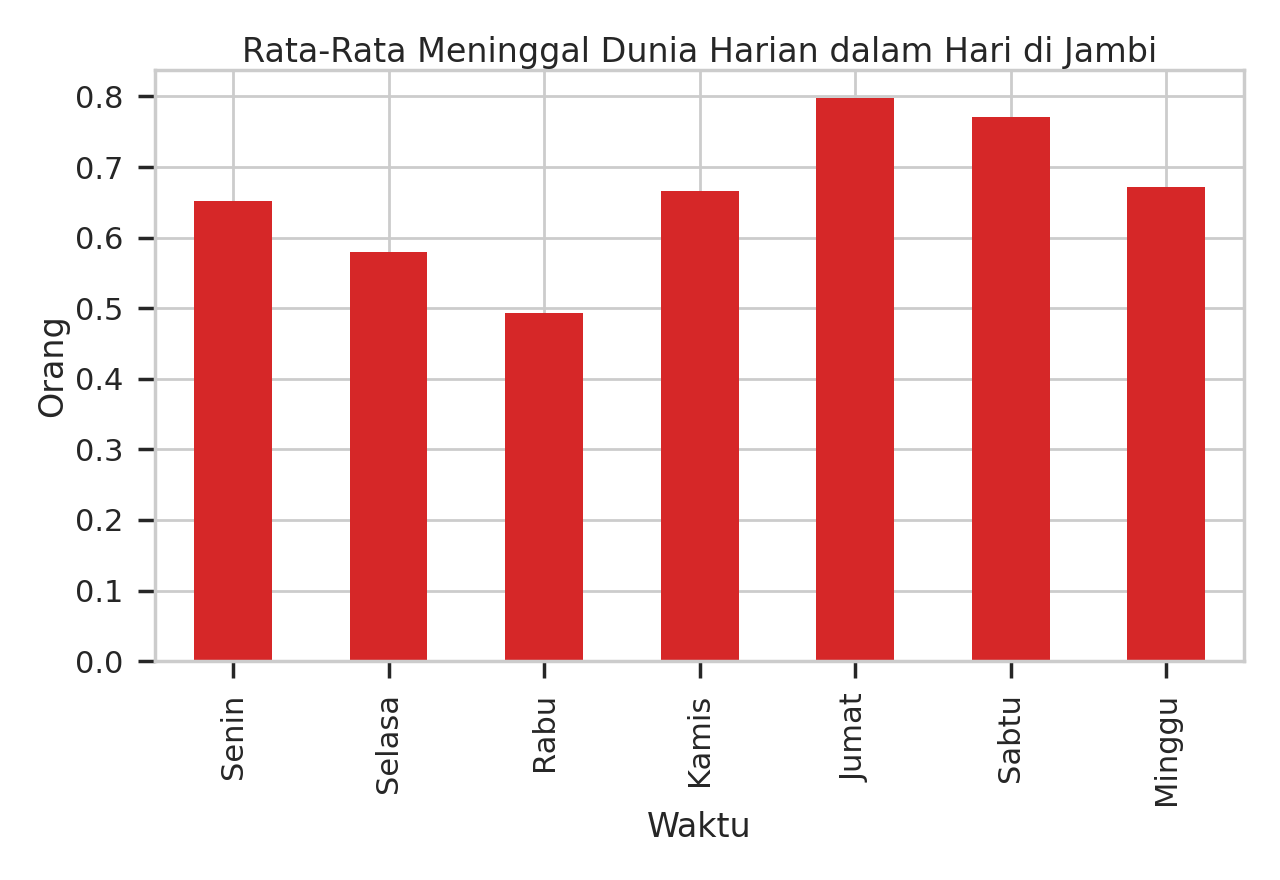 Rata-Rata Meninggal Dunia Harian dalam Hari di Jambi
0.8
0.7
0.6
0.5
0.4
0.3
0.2
0.1
0.0
Orang
Senin
Selasa
Rabu
Kamis
Jumat
Sabtu
Minggu
Waktu